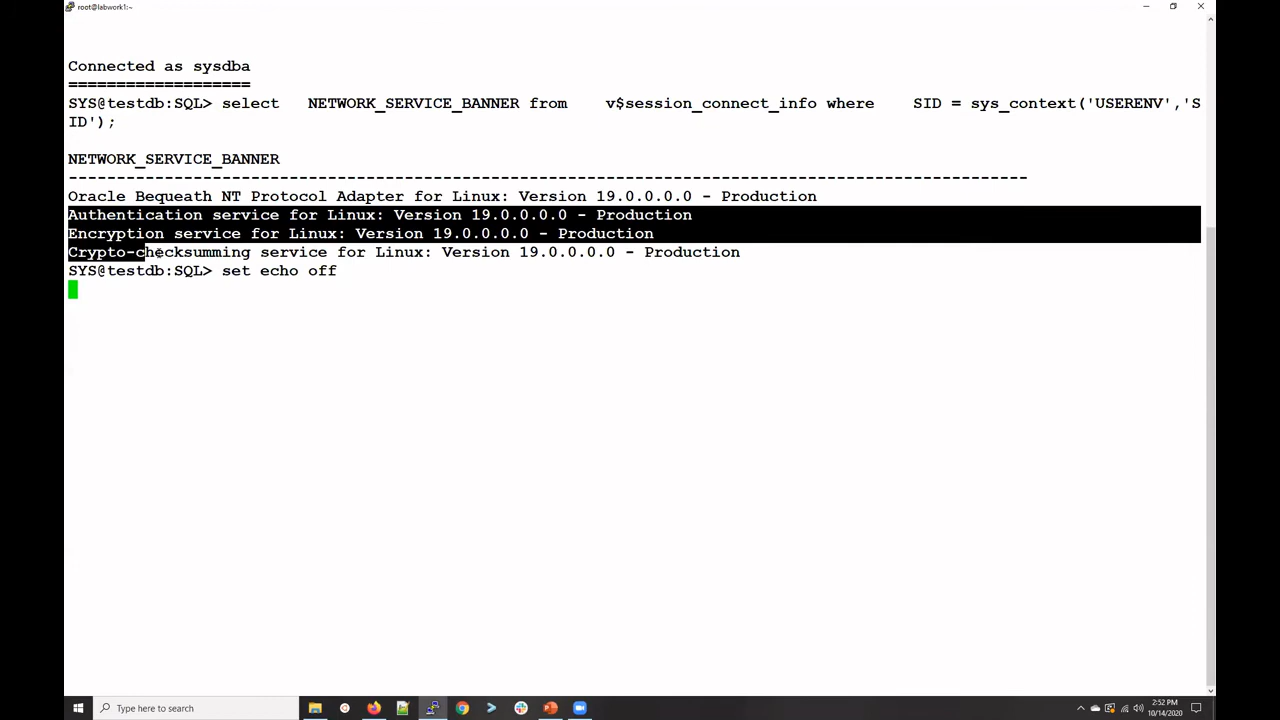 root@labwork1:~
Connected as sysdba
===================
SYS@testdb:SQL> select   NETWORK_SERVICE_BANNER from    v$session_connect_info where    SID = sys_context('USERENV','S
ID');
NETWORK_SERVICE_BANNER
----------------------------------------------------------------------------------------------------
Oracle Bequeath NT Protocol Adapter for Linux: Version 19.0.0.0.0 - Production
Authentication service for Linux: Version 19.0.0.0.0 - Production
Encryption service for Linux: Version 19.0.0.0.0 - Production
Crypto-checksumming service for Linux: Version 19.0.0.0.0 - Production
SYS@testdb:SQL> set echo off
Type here to search
2:52 PM
10/14/2020